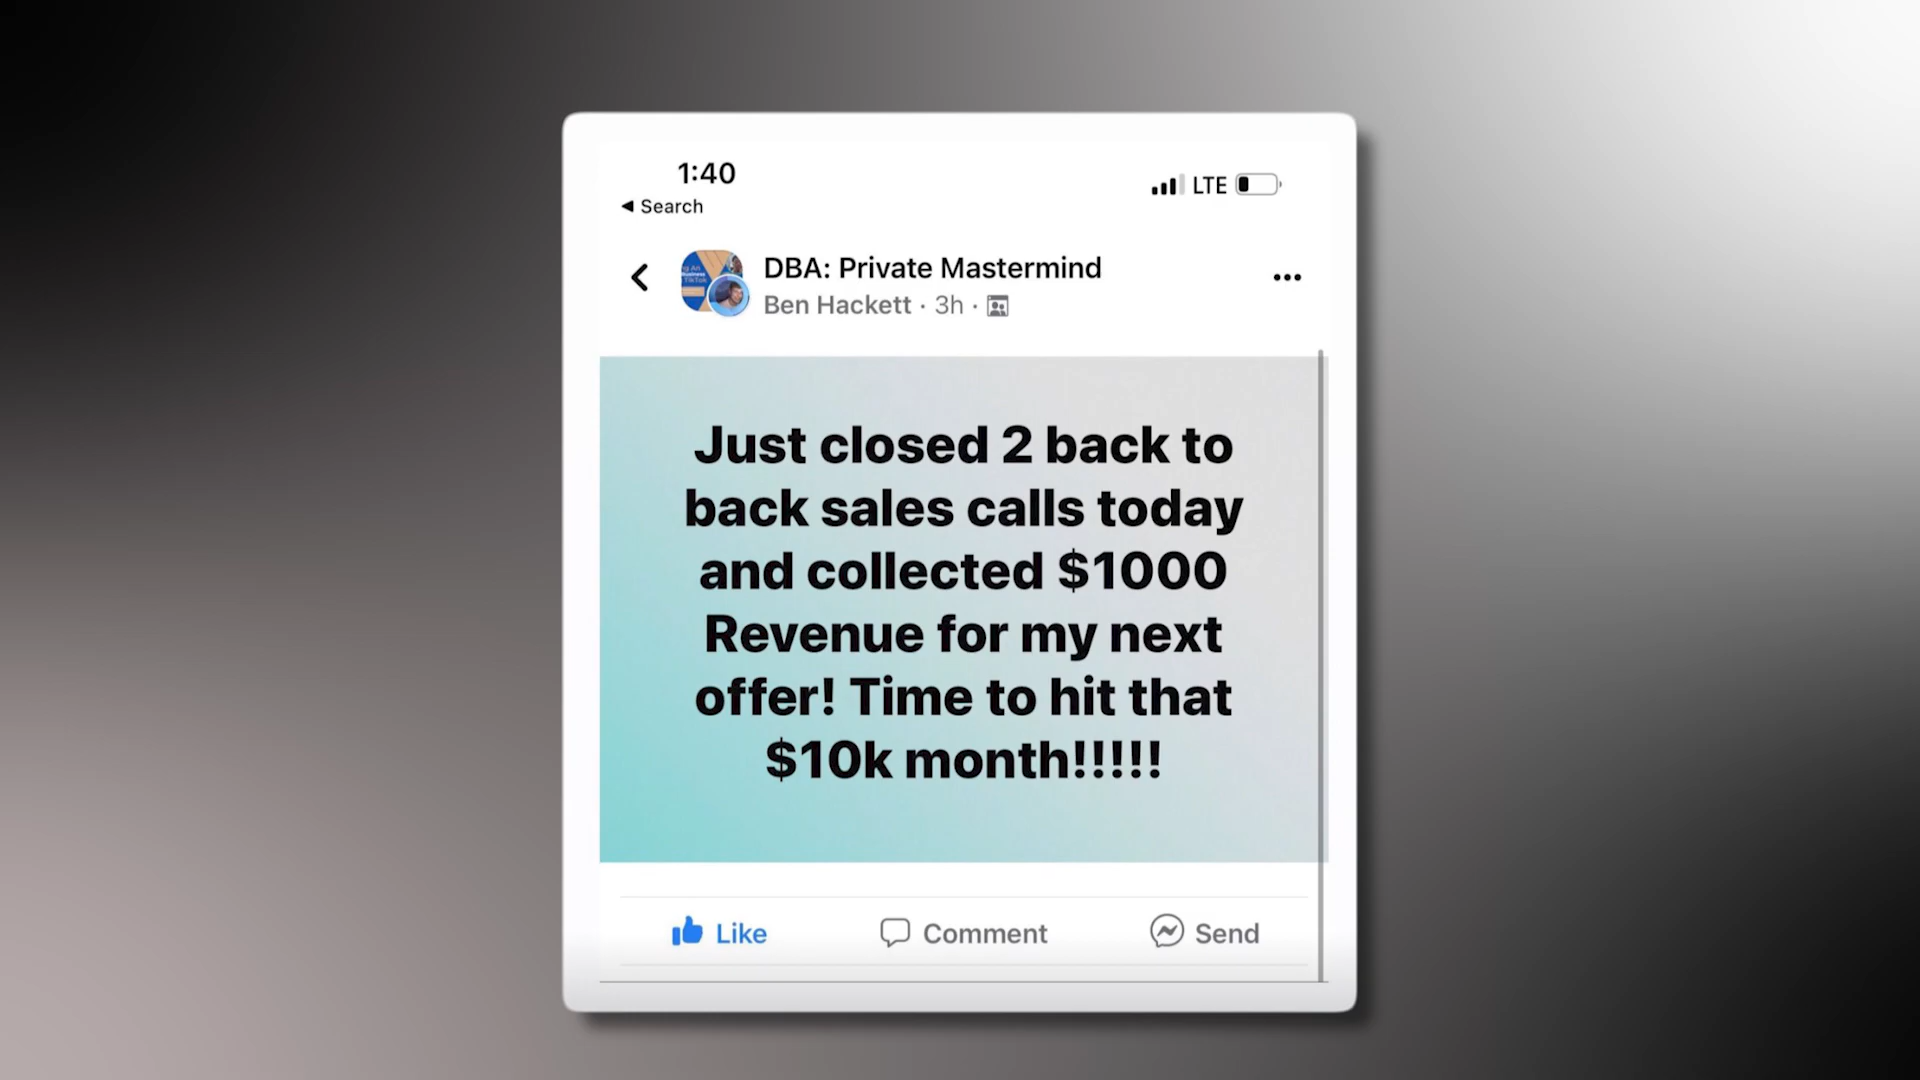 1:40
LTE
◀ Search
DBA: Private Mastermind
Ben Hackett · 3h ·
Just closed 2 back to
back sales calls today
and collected $1000
Revenue for my next
offer! Time to hit that
$10k month!!!!!
Like
Comment
Send